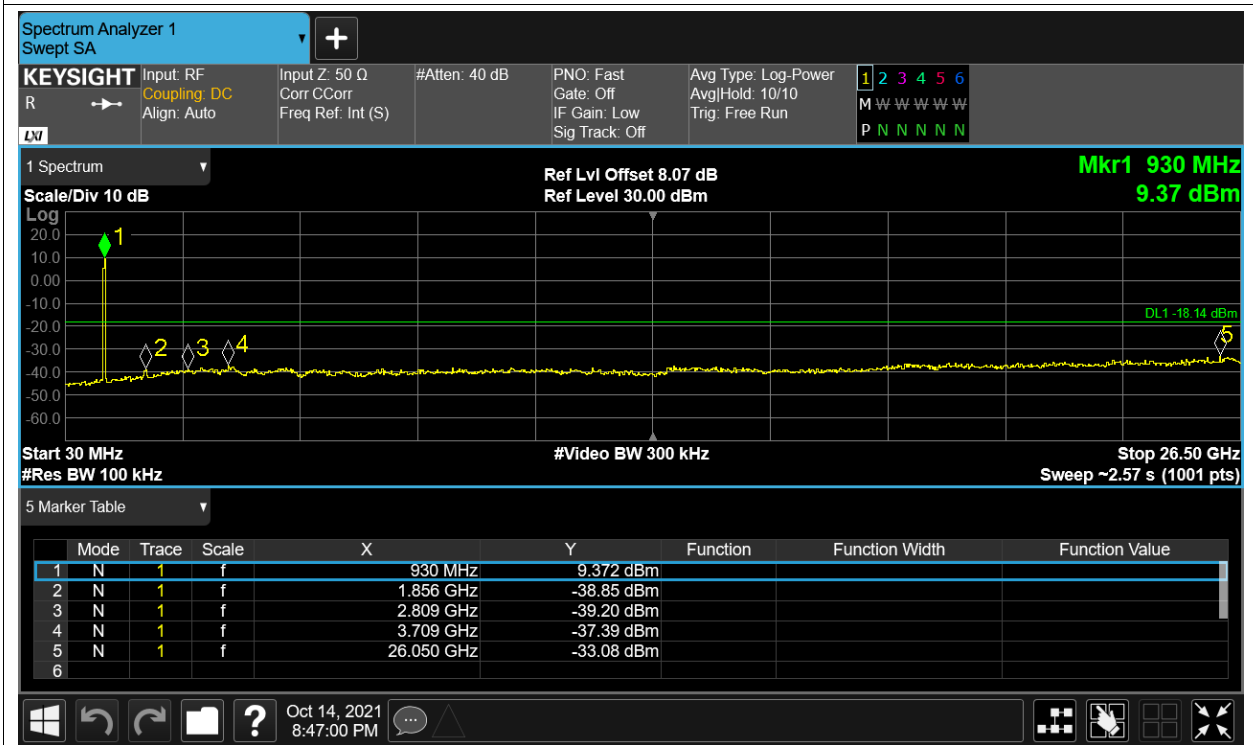 Spectrum Analyzer 1
Swept SA
KEYSIGHT Input: RF Input Z: 50 Ω #Atten: 40 dB PNO: Fast Avg Type: Log-Power 1 2 3 4 5 6
R Coupling: DC Corr CCorr Gate: Off Avg|Hold: 10/10 M W W W W W
Align: Auto Freq Ref: Int (S) IF Gain: Low Trig: Free Run
LXI Sig Track: Off P N N N N N
1 Spectrum Ref Lvl Offset 8.07 dB Mkr1 930 MHz
Scale/Div 10 dB Ref Level 30.00 dBm 9.37 dBm
Log
20.0
1
10.0
0.00
-10.0
DL1 -18.14 dBm
-20.0
2 3 4 5
-30.0
-40.0
-50.0
-60.0
Start 30 MHz #Video BW 300 kHz Stop 26.50 GHz
#Res BW 100 kHz Sweep ~2.57 s (1001 pts)
5 Marker Table
Mode Trace Scale X Y Function Function Width Function Value
1 N 1 f 930 MHz 9.372 dBm
2 N 1 f 1.856 GHz -38.85 dBm
3 N 1 f 2.809 GHz -39.20 dBm
4 N 1 f 3.709 GHz -37.39 dBm
5 N 1 f 26.050 GHz -33.08 dBm
6
? Oct 14, 2021
8:47:00 PM